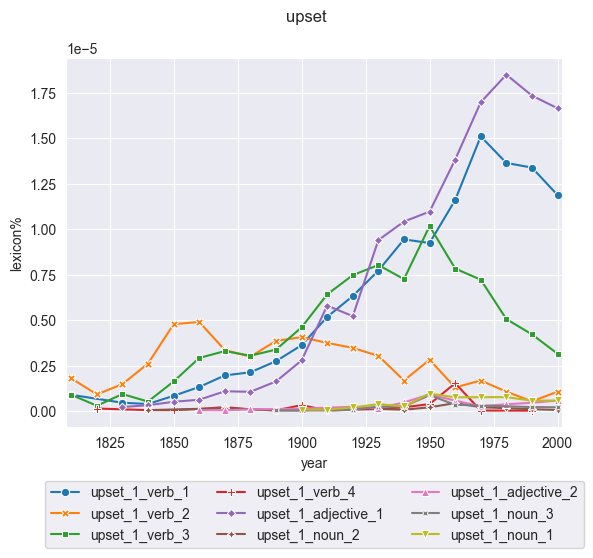 upset
1e−5
1.75
1.50
1.25
1.00
0.75
0.50
0.25
0.00
lexicon%
1825 1850 1875 1900 1925 1950 1975 2000
year
upset_1_verb_1 upset_1_verb_4 upset_1_adjective_2
upset_1_verb_2 upset_1_adjective_1 upset_1_noun_3
upset_1_verb_3 upset_1_noun_2 upset_1_noun_1